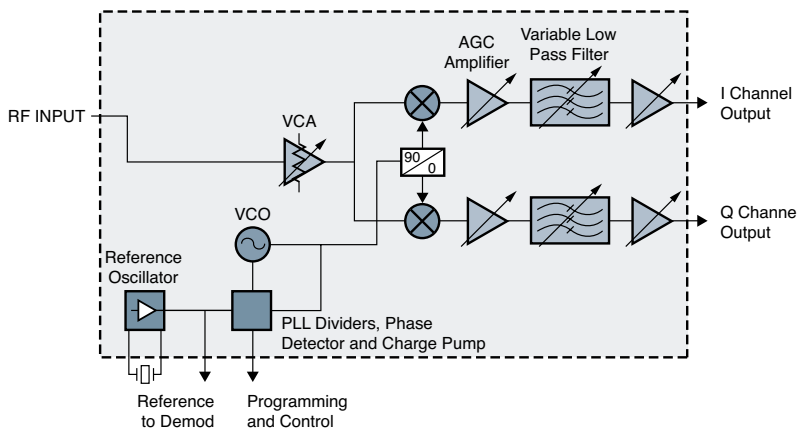 AGC
Amplifier
Variable Low
Pass Filter
I Channel
Output
RF INPUT
VCA
90
0
VCO
Q Channe
Output
Reference
Oscillator
PLL Dividers, Phase
Detector and Charge Pump
Reference
to Demod
Programming
and Control